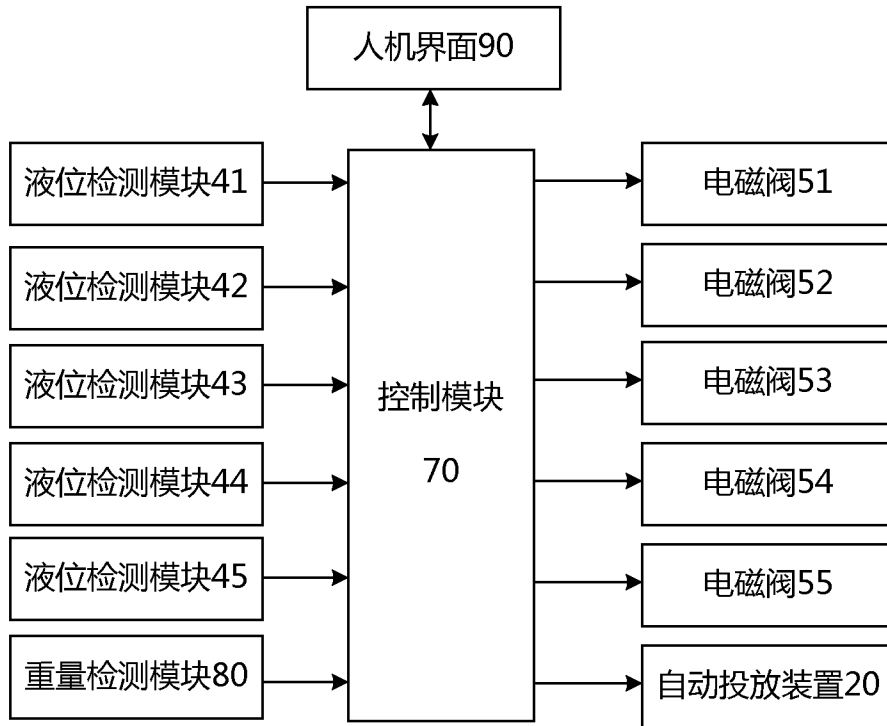 人机界面90
液位检测模块41
液位检测模块42
液位检测模块43
液位检测模块44
液位检测模块45
重量检测模块80
控制模块
70
电磁阀51
电磁阀52
电磁阀53
电磁阀54
电磁阀55
自动投放装置20